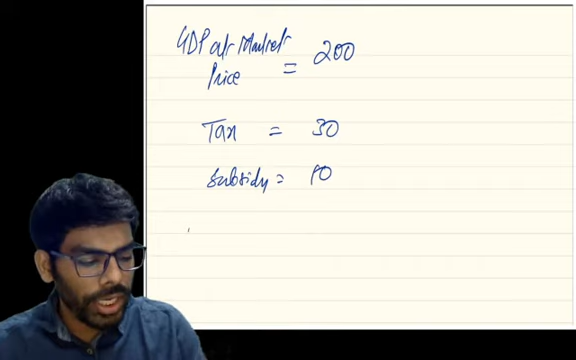 GDP at Market
Price = 200
Tax = 30
Subsidy = 10